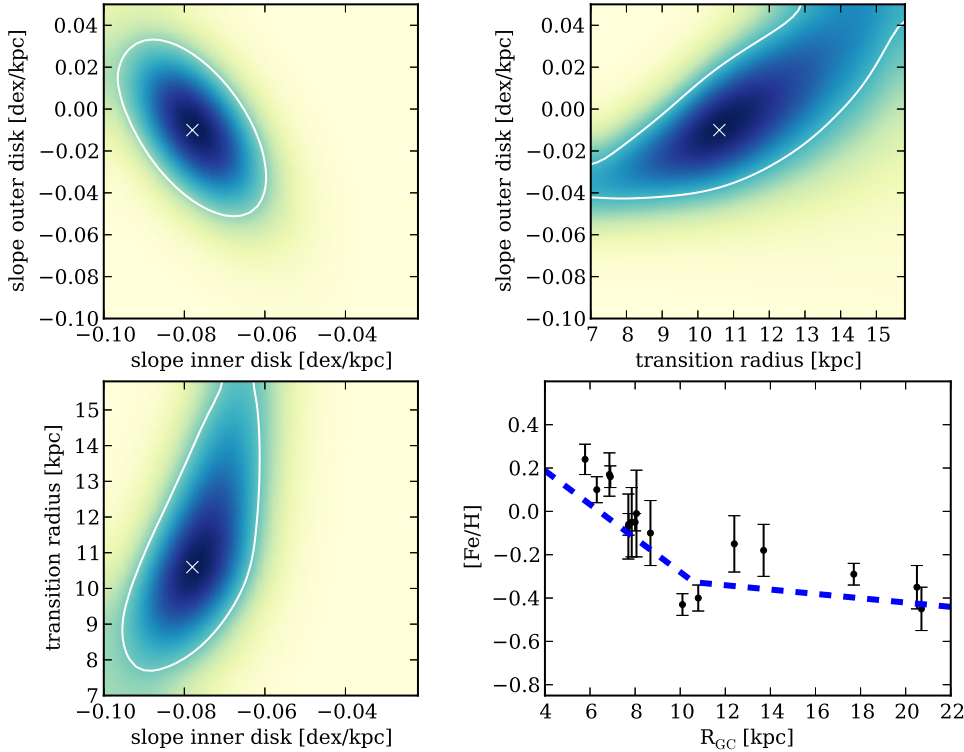 0.04
0.02
0.00
−0.02
−0.04
−0.06
−0.08
−0.10
slope outer disk [dex/kpc]
−0.10 −0.08 −0.06 −0.04
slope inner disk [dex/kpc]
0.04
0.02
0.00
−0.02
−0.04
−0.06
−0.08
−0.10
slope outer disk [dex/kpc]
7 8 9 10 11 12 13 14 15
transition radius [kpc]
15
14
13
12
11
10
9
8
7
transition radius [kpc]
−0.10 −0.08 −0.06 −0.04
slope inner disk [dex/kpc]
0.4
0.2
0.0
−0.2
−0.4
−0.6
−0.8
[Fe/H]
4 6 8 10 12 14 16 18 20 22
R_GC [kpc]